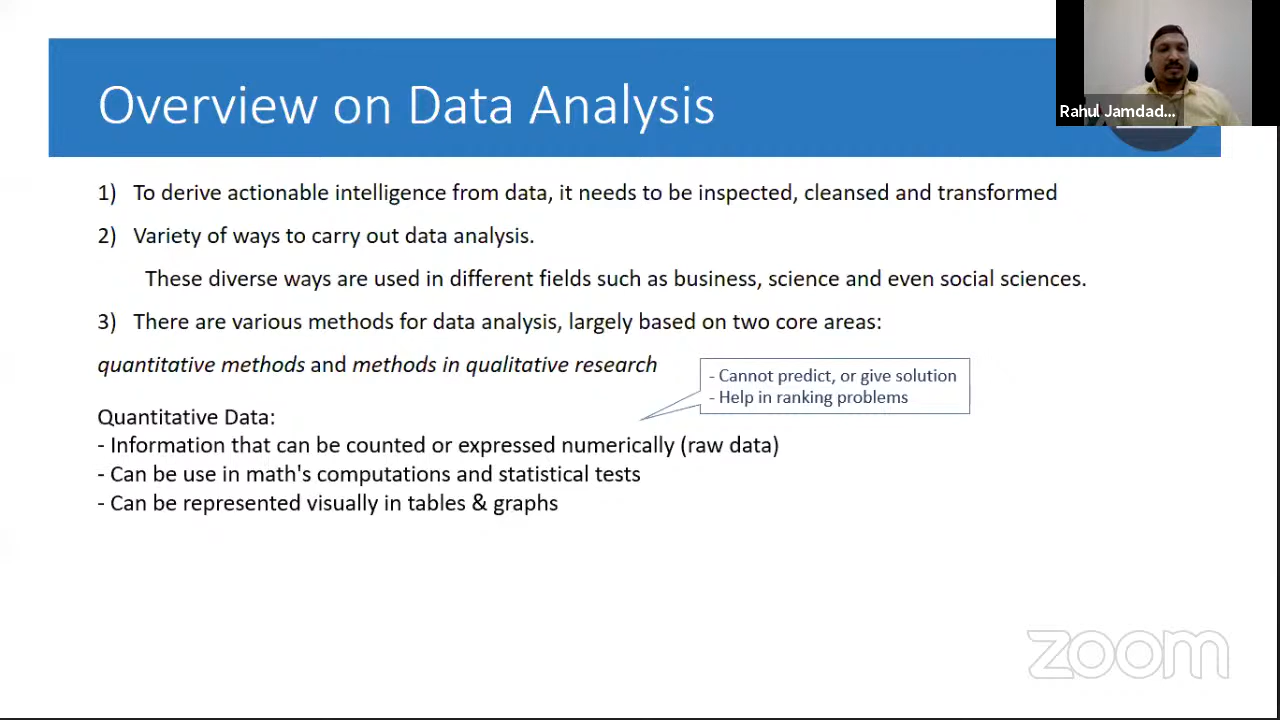 Overview on Data Analysis
Rahul Jamdad...
1) To derive actionable intelligence from data, it needs to be inspected, cleansed and transformed
2) Variety of ways to carry out data analysis.
These diverse ways are used in different fields such as business, science and even social sciences.
3) There are various methods for data analysis, largely based on two core areas:
quantitative methods and methods in qualitative research
- Cannot predict, or give solution
- Help in ranking problems
Quantitative Data:
- Information that can be counted or expressed numerically (raw data)
- Can be use in math's computations and statistical tests
- Can be represented visually in tables & graphs
zoom